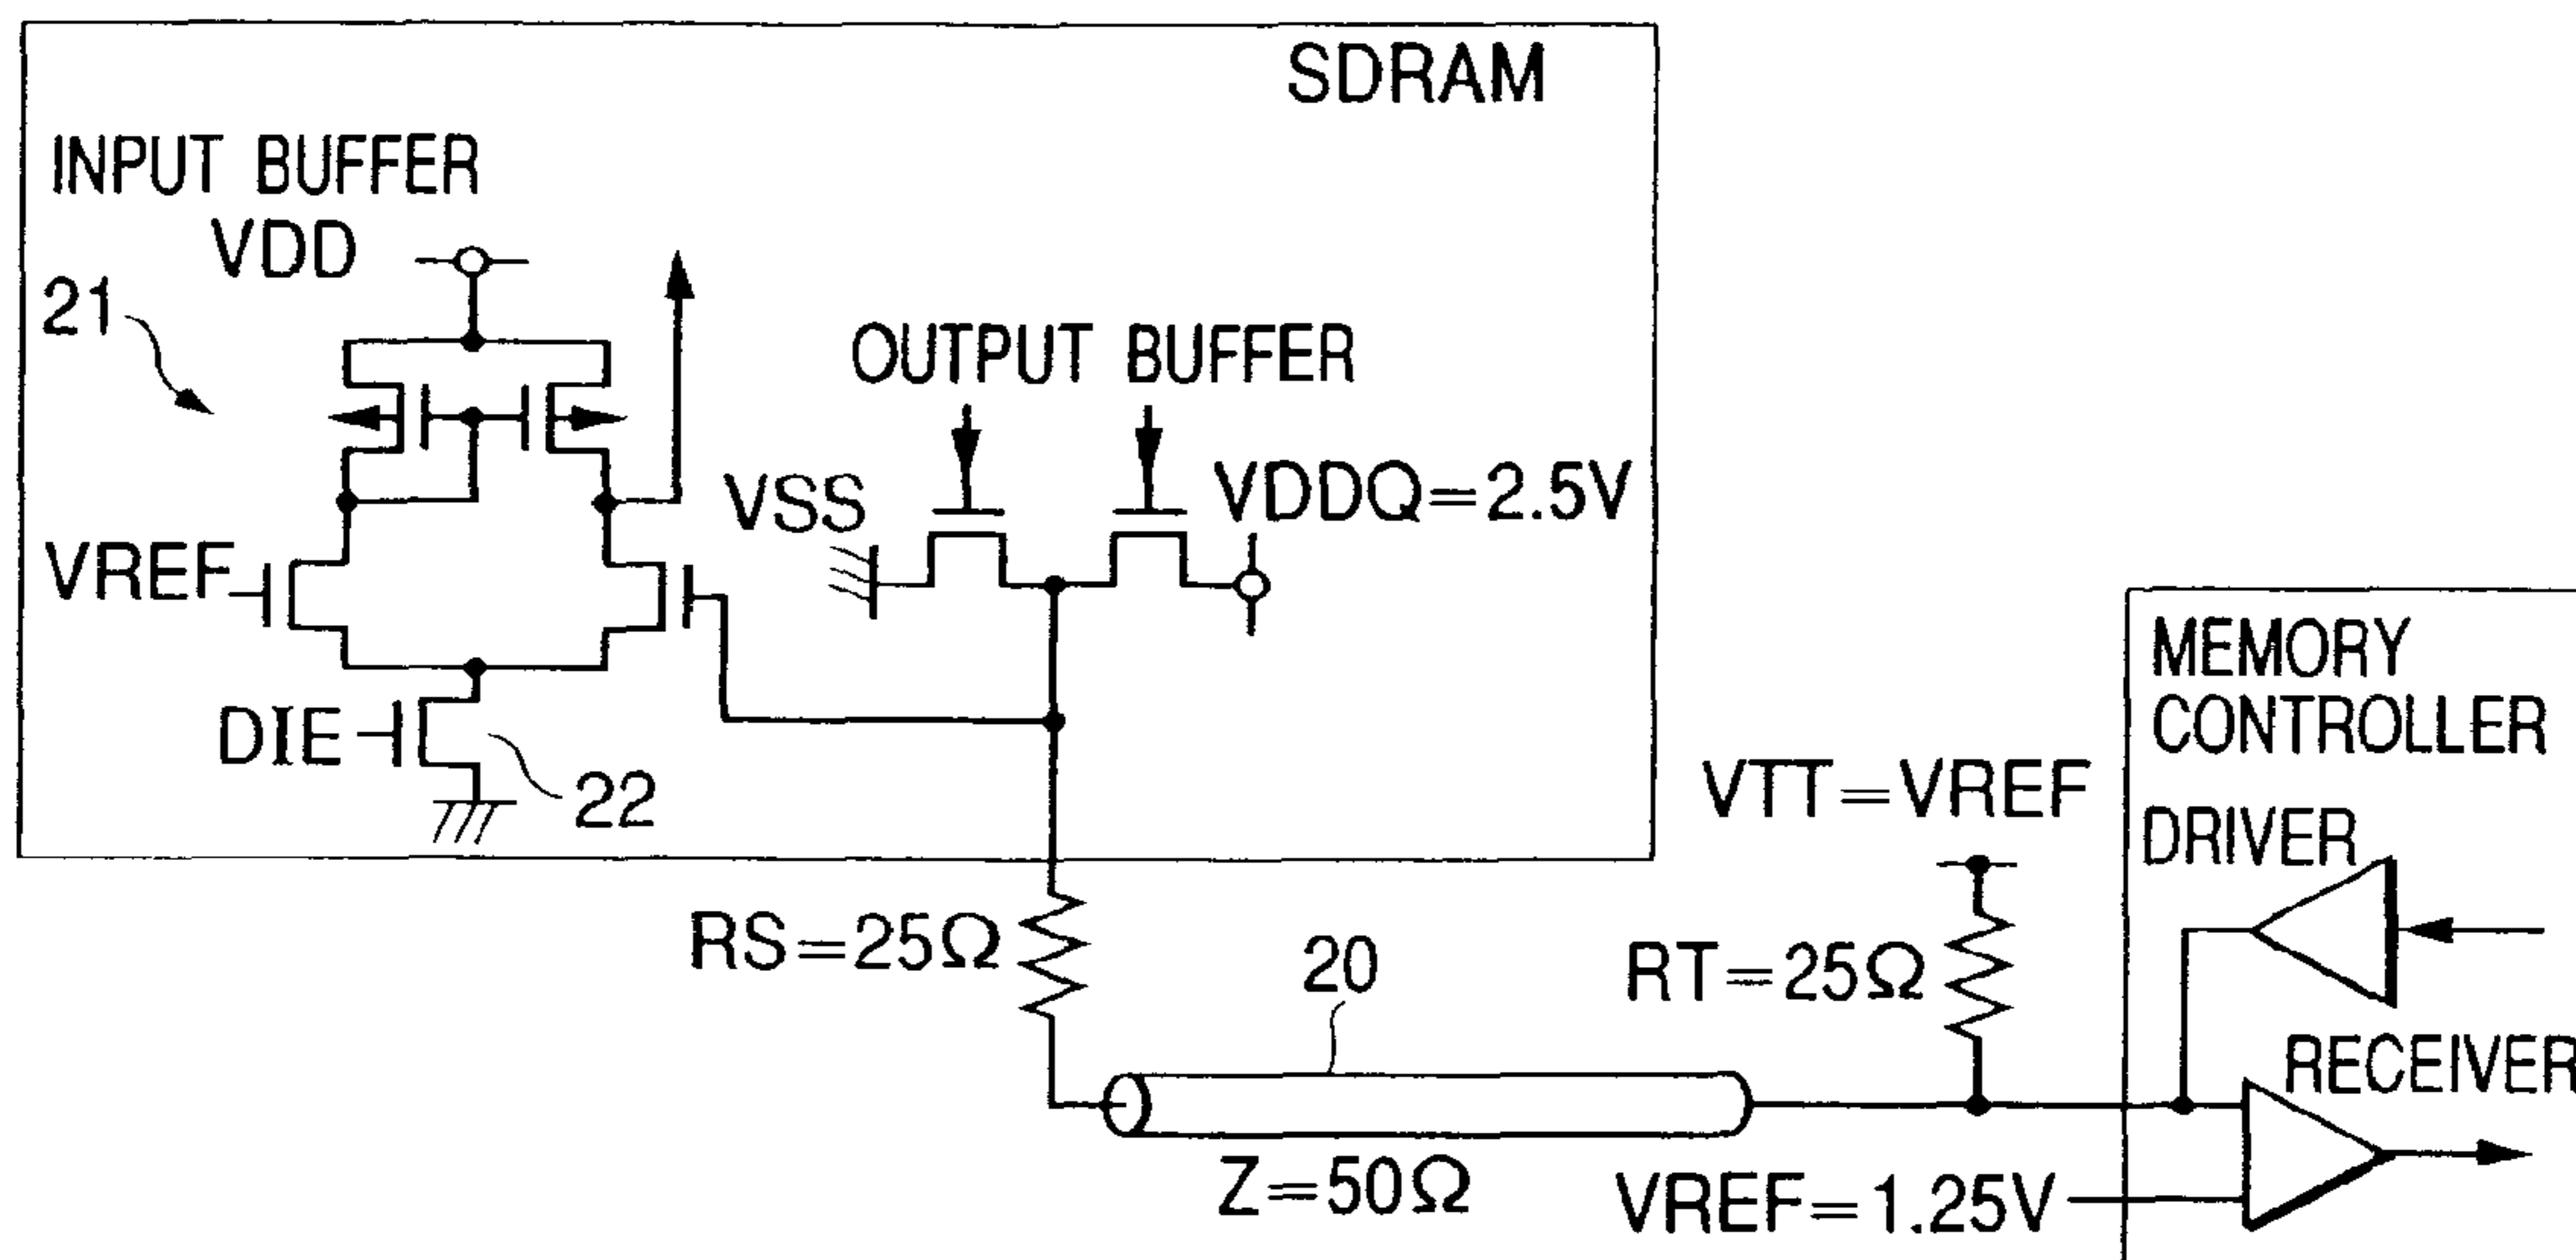 SDRAM
INPUT BUFFER
VDD
21
OUTPUT BUFFER
VSS
VDDQ=2.5V
VREF
DIE
22
MEMORY
CONTROLLER
VTT=VREF
DRIVER
RS=25Ω
20
RT=25Ω
RECEIVER
Z=50Ω
VREF=1.25V